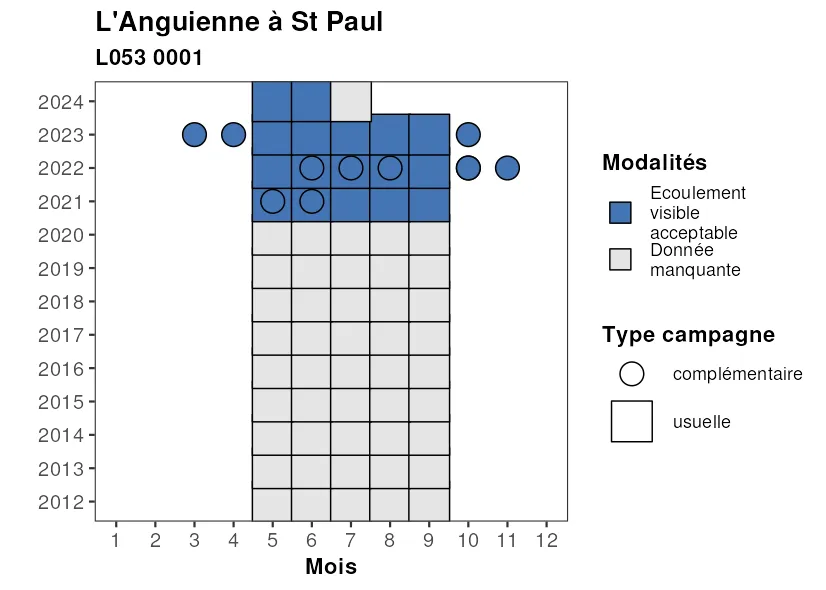 L'Anguienne à St Paul
L053 0001
2024
2023
2022
2021
2020
2019
2018
2017
2016
2015
2014
2013
2012
1 2 3 4 5 6 7 8 9 10 11 12
Mois
Modalités
Ecoulement
visible
acceptable
Donnée
manquante
Type campagne
complémentaire
usuelle